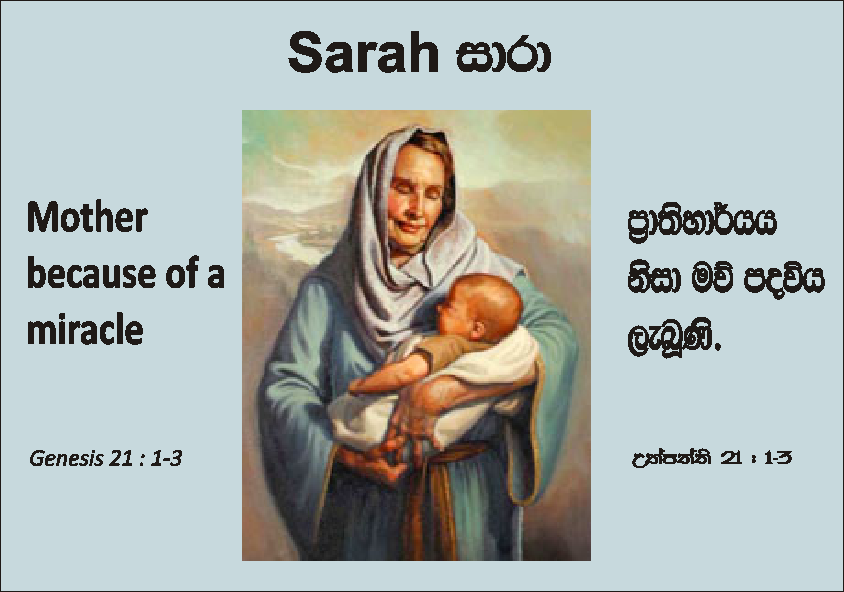 Sarah සාරා
Mother
because of a
miracle
Genesis 21 : 1-3
ප්‍රාතිහාර්යය
නිසා මව් පදවිය
ලැබූණි.
උත්පත්ති 21 : 1-3